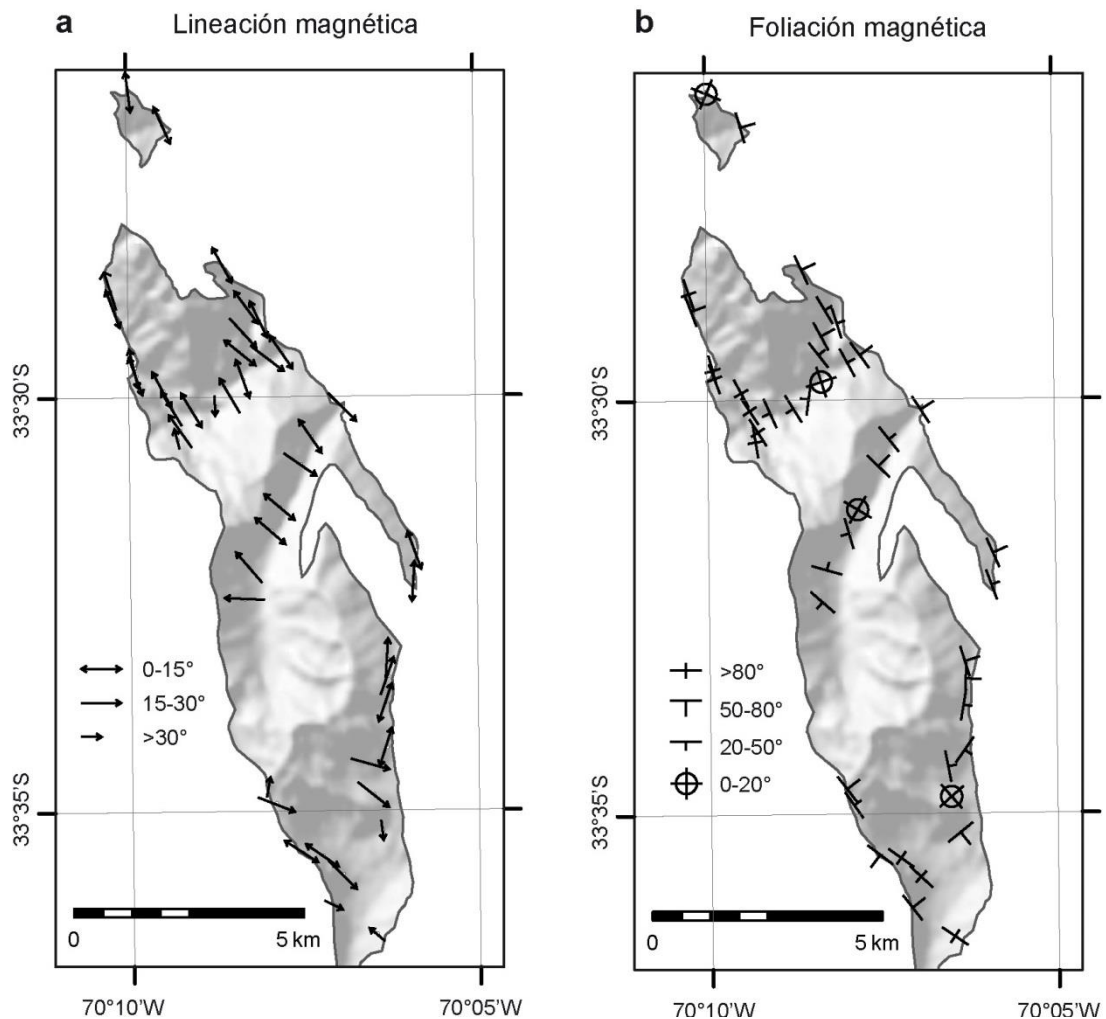 a Lineación magnética
33°30'S
0-15°
15-30°
>30°
33°35'S
0 5 km
70°10'W 70°05'W
b Foliación magnética
33°30'S
>80°
50-80°
20-50°
0-20°
33°35'S
0 5 km
70°10'W 70°05'W